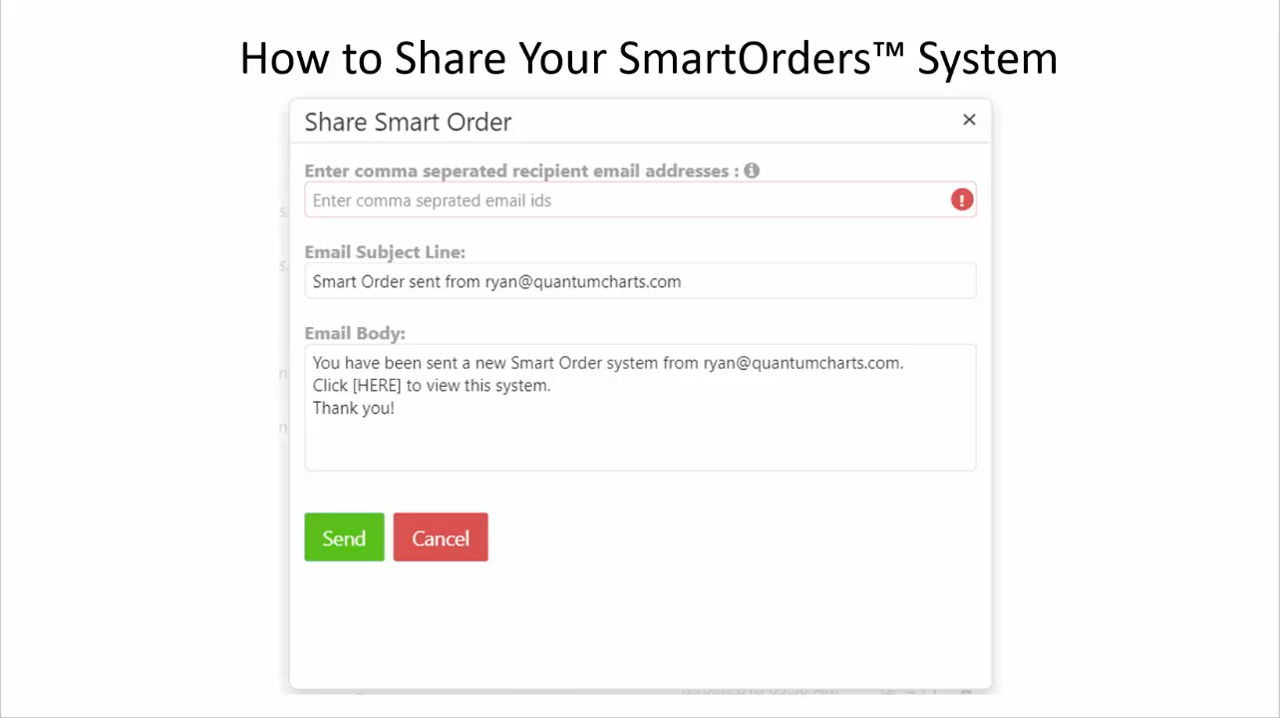 How to Share Your SmartOrders™ System
Share Smart Order
Enter comma seperated recipient email addresses :
Enter comma seprated email ids
Email Subject Line:
Smart Order sent from ryan@quantumcharts.com
Email Body:
You have been sent a new Smart Order system from ryan@quantumcharts.com.
Click [HERE] to view this system.
Thank you!
Send Cancel